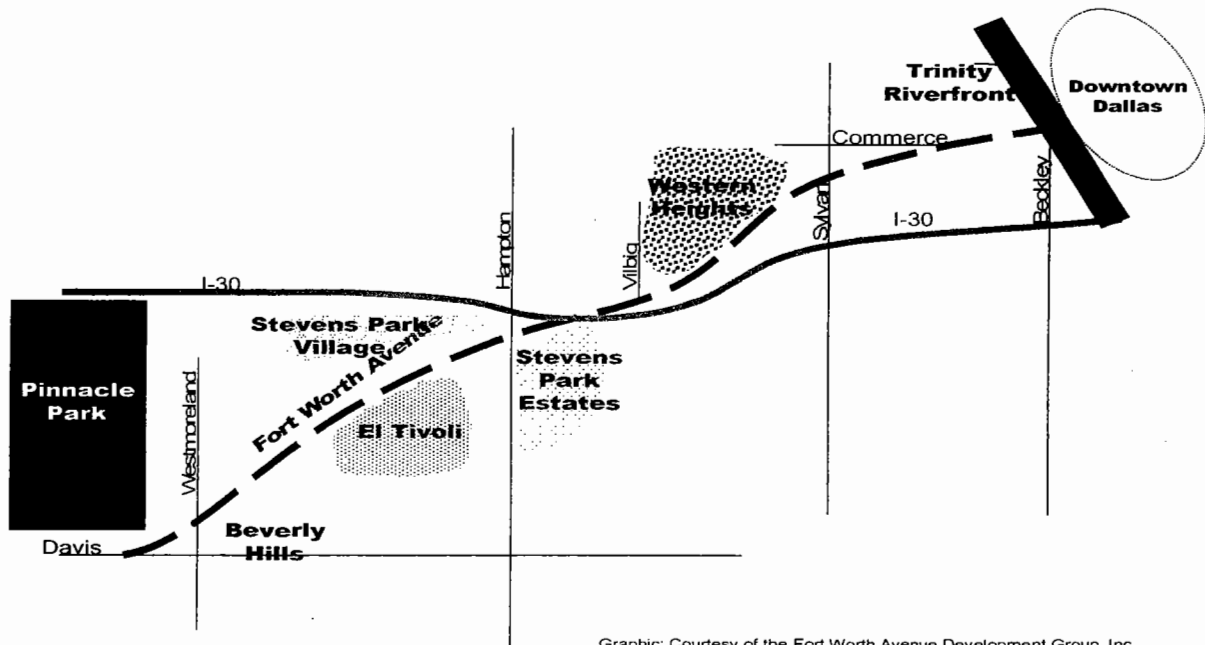 Trinity
Riverfront
Downtown
Dallas
Commerce
Western
Heights
Hampton
Vilbig
Sylvan
I-30
Beckley
I-30
Stevens Park
Village
Fort Worth Avenue
Stevens
Park
Estates
Pinnacle
Park
Westmoreland
El Tivoli
Davis
Beverly
Hills
Graphic: Courtesy of the Fort Worth Avenue Development Group, Inc.